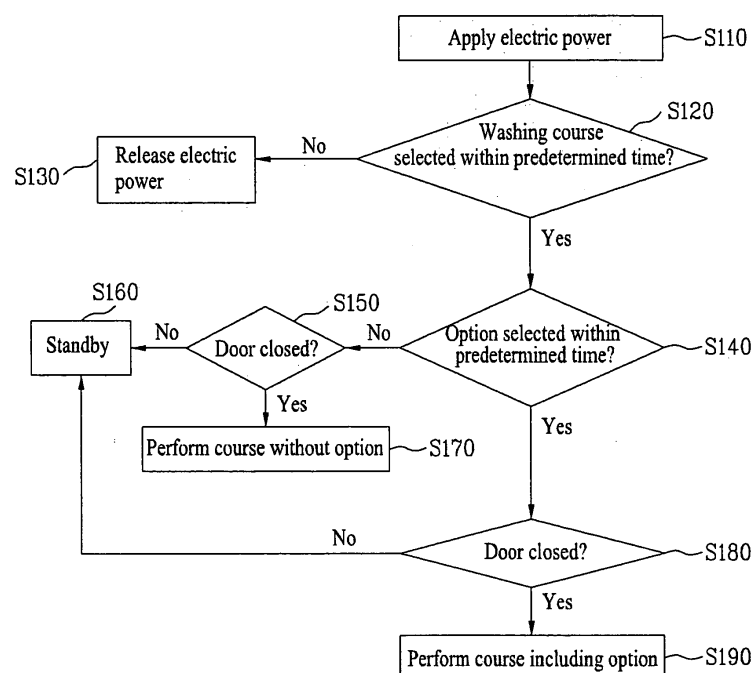 Apply electric power
S110
S120
Washing course
selected within predetermined time?
No
Release electric
power
S130
Yes
S160
S150
Standby
No
Door closed?
No
Option selected within
predetermined time?
S140
Yes
Perform course without option
S170
Yes
No
Door closed?
S180
Yes
Perform course including option
S190